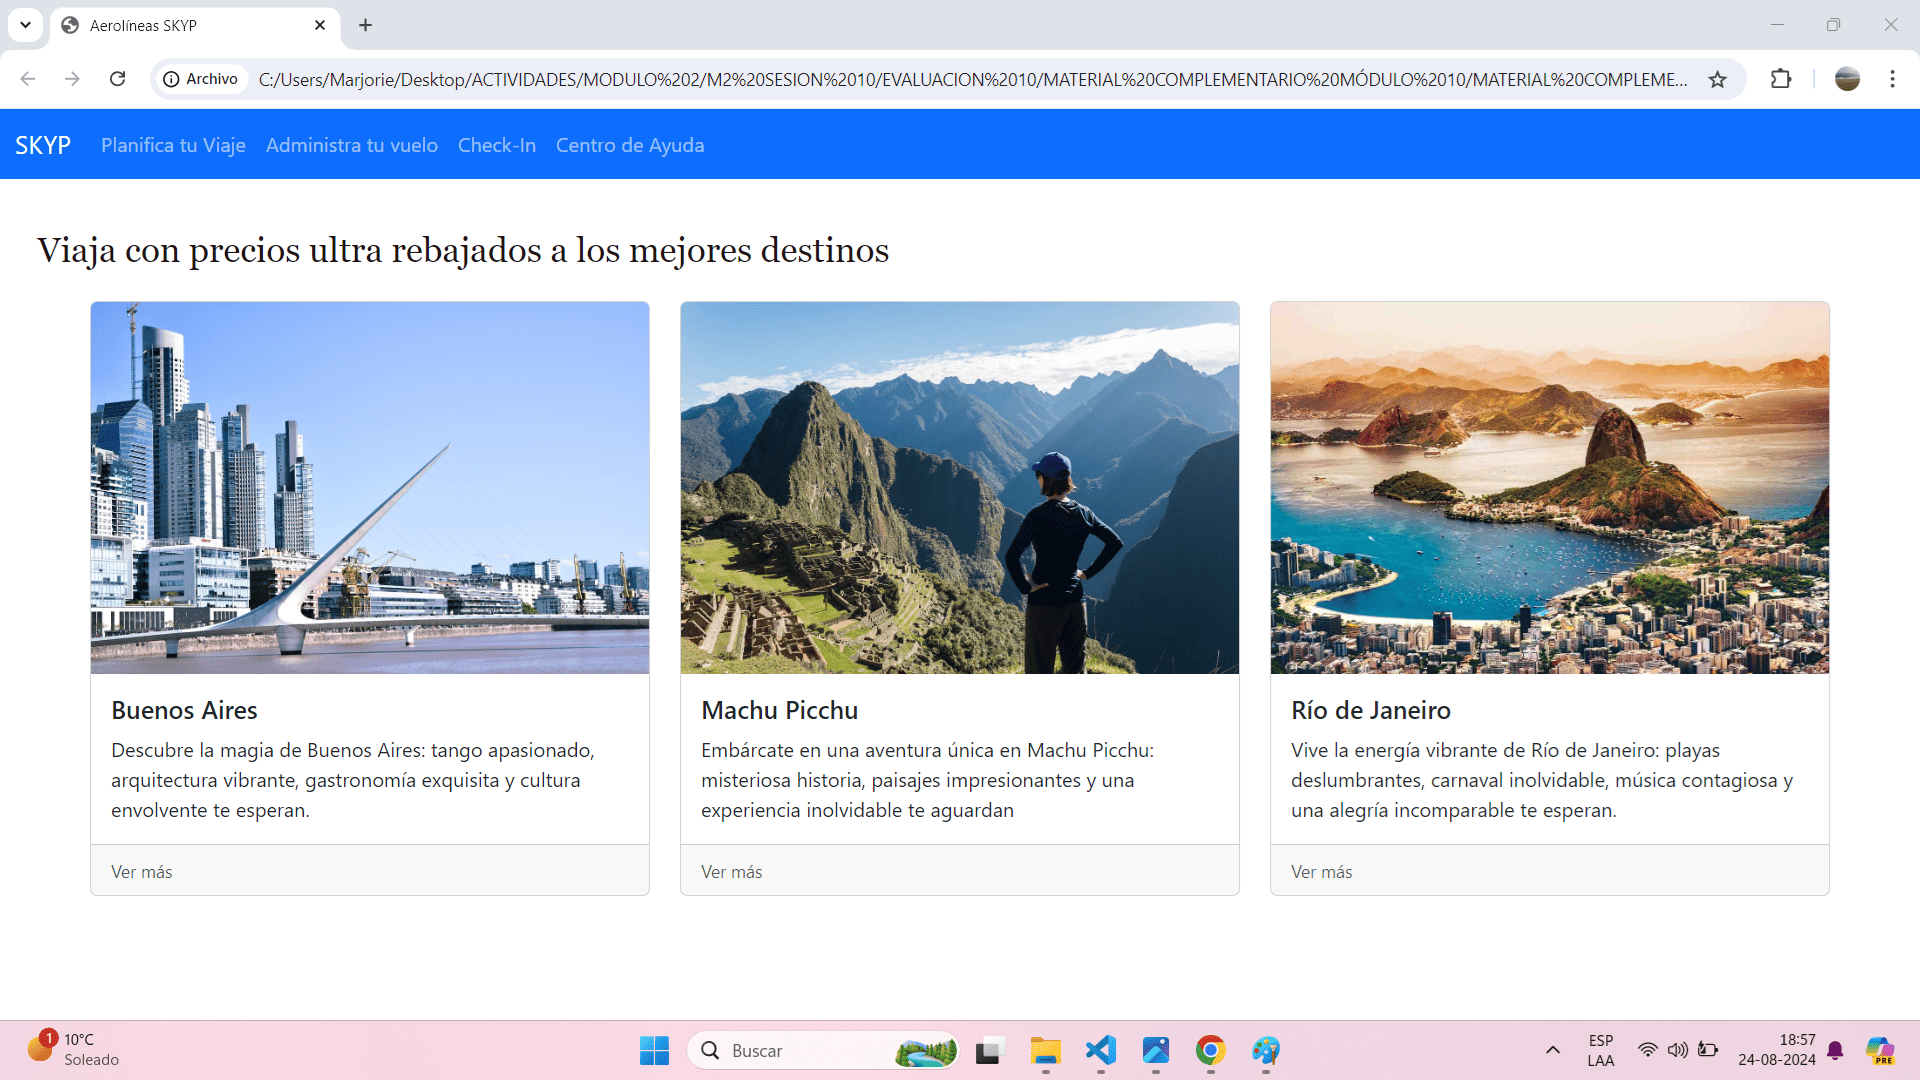 Aerolíneas SKYP
Archivo
C:/Users/Marjorie/Desktop/ACTIVIDADES/MODULO%202/M2%20SESION%2010/EVALUACION%2010/MATERIAL%20COMPLEMENTARIO%20MÓDULO%2010/MATERIAL%20COMPLEME...
SKYP Planifica tu Viaje Administra tu vuelo Check-In Centro de Ayuda
Viaja con precios ultra rebajados a los mejores destinos
Buenos Aires
Descubre la magia de Buenos Aires: tango apasionado,
arquitectura vibrante, gastronomía exquisita y cultura
envolvente te esperan.
Ver más
Machu Picchu
Embárcate en una aventura única en Machu Picchu:
misteriosa historia, paisajes impresionantes y una
experiencia inolvidable te aguardan
Ver más
Río de Janeiro
Vive la energía vibrante de Río de Janeiro: playas
deslumbrantes, carnaval inolvidable, música contagiosa y
una alegría incomparable te esperan.
Ver más
1
10°C
Soleado
Buscar
ESP
LAA
18:57
24-08-2024
PRE